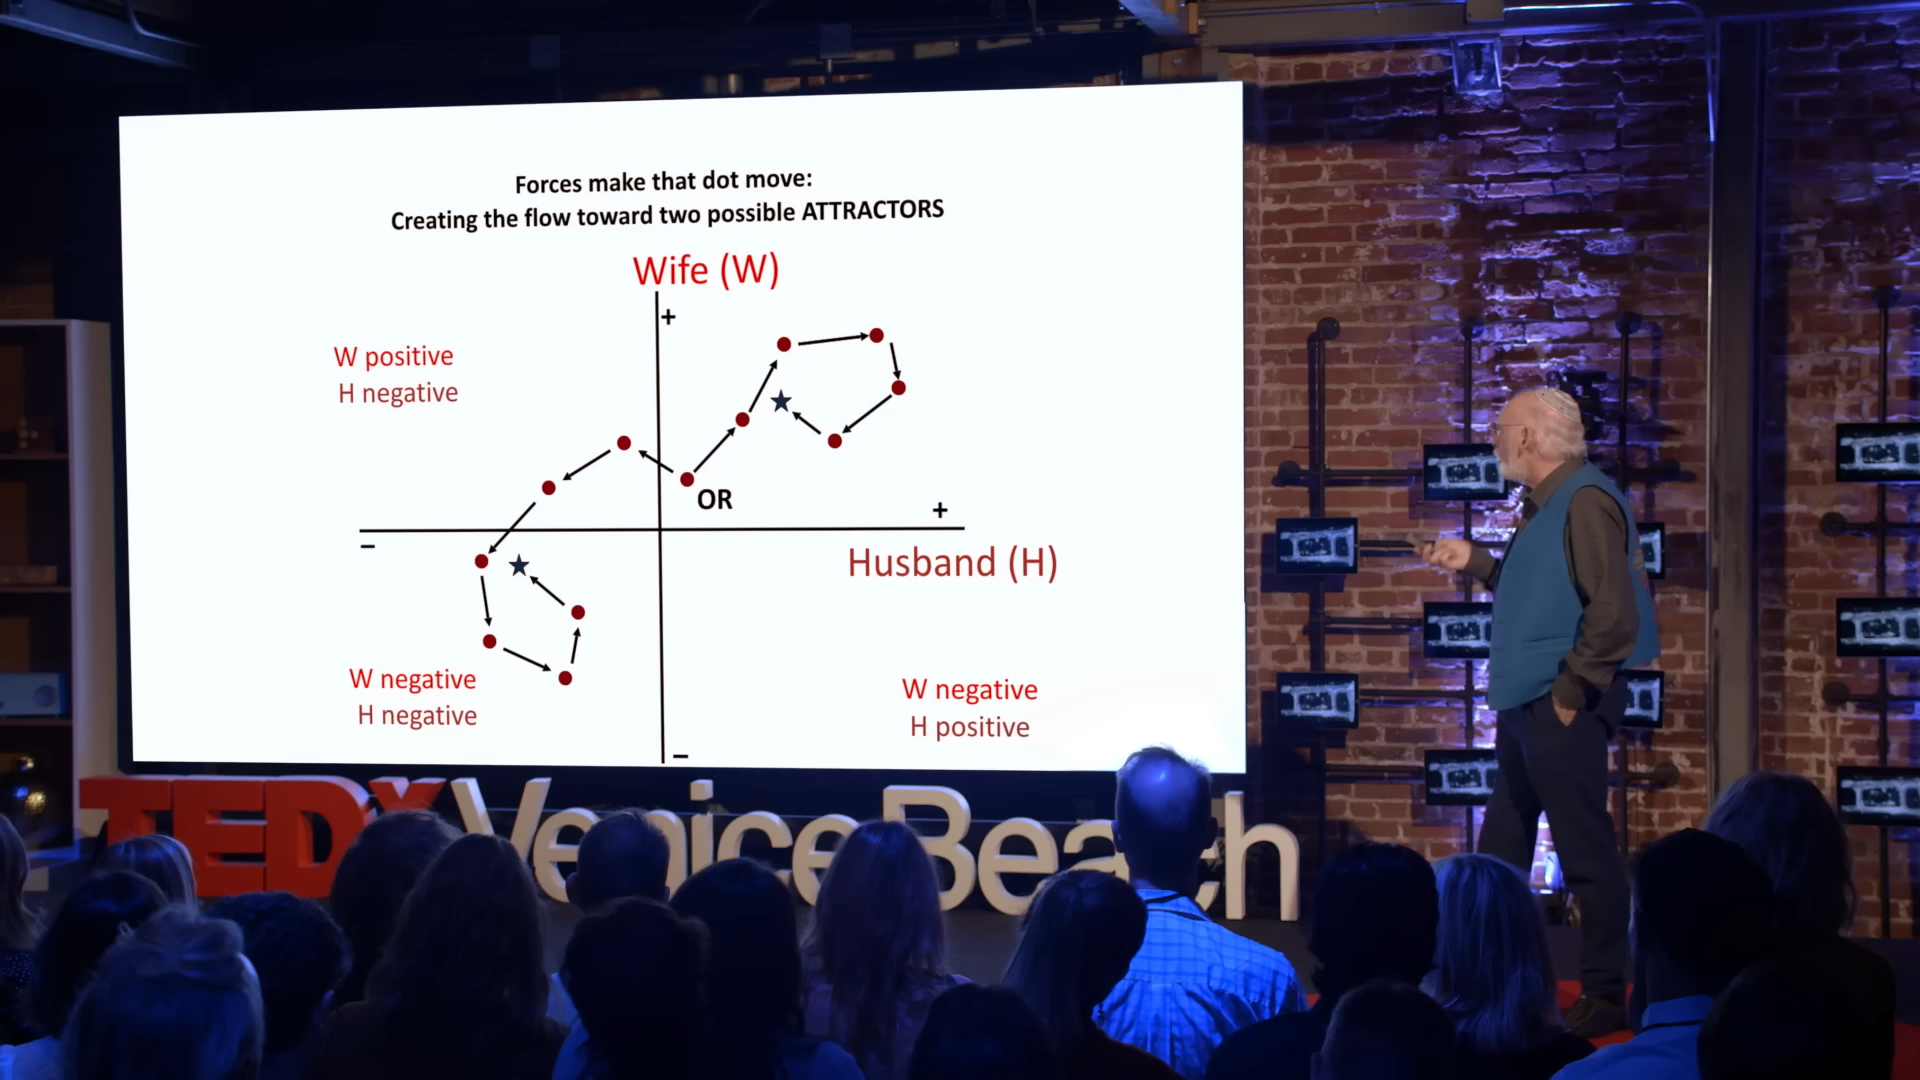 Forces make that dot move:
Creating the flow toward two possible ATTRACTORS
Wife (W)
+
W positive
H negative
OR
+
−
Husband (H)
W negative
H negative
W negative
H positive
−
TEDxVeniceBeach